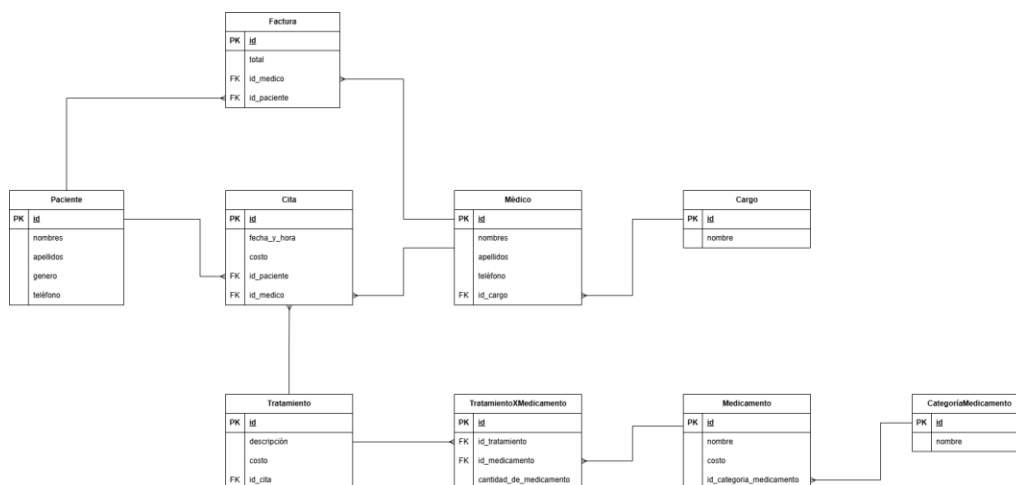 Factura
PK id
total
FK id_medico
FK id_paciente
Paciente
PK id
nombres
apellidos
genero
teléfono
Cita
PK id
fecha_y_hora
costo
FK id_paciente
FK id_medico
Médico
PK id
nombres
apellidos
teléfono
FK id_cargo
Cargo
PK id
nombre
Tratamiento
PK id
descripción
costo
FK id_cita
TratamientoXMedicamento
PK id
FK id_tratamiento
FK id_medicamento
cantidad_de_medicamento
Medicamento
PK id
nombre
costo
id_categoria_medicamento
CategoríaMedicamento
PK id
nombre